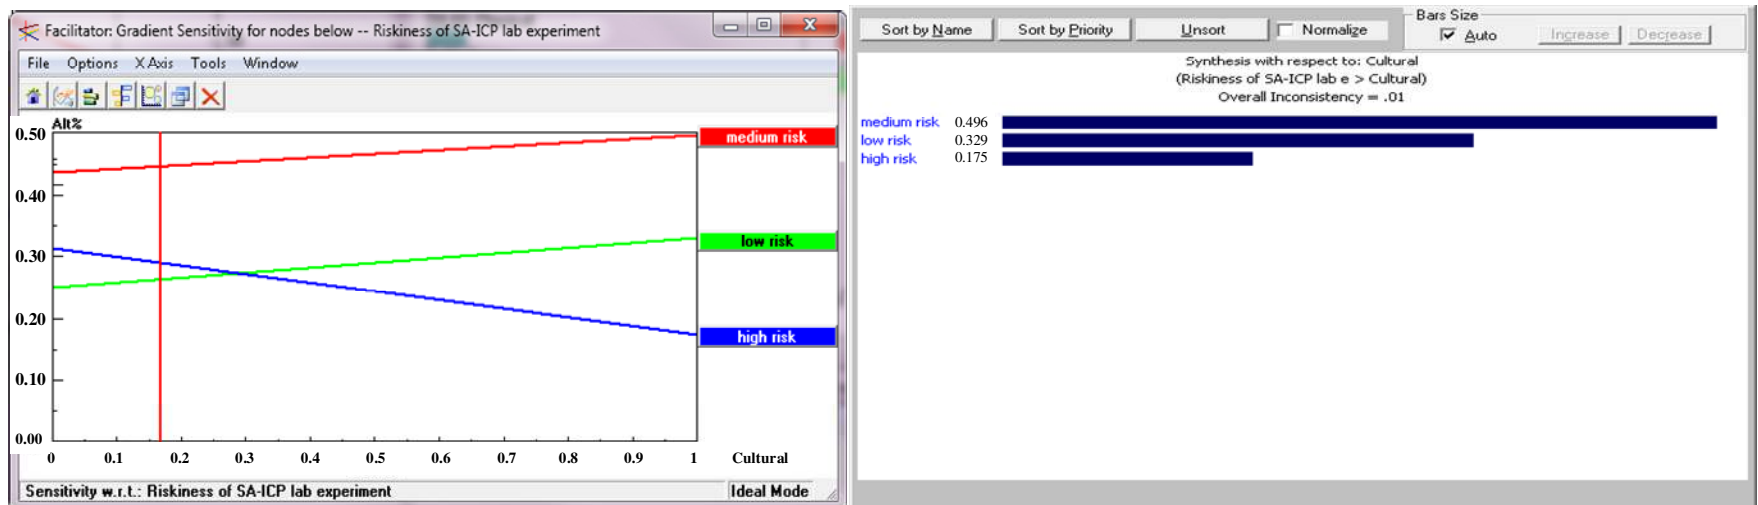 Facilitator: Gradient Sensitivity for nodes below -- Riskiness of SA-ICP lab experiment
File Options X Axis Tools Window
Alt%
0.50
0.40
0.30
0.20
0.10
0.00
medium risk
low risk
high risk
0 0.1 0.2 0.3 0.4 0.5 0.6 0.7 0.8 0.9 1 Cultural
Sensitivity w.r.t.: Riskiness of SA-ICP lab experiment Ideal Mode
Sort by Name Sort by Priority Unsort Normalize
Bars Size
Auto Increase Decrease
Synthesis with respect to: Cultural
(Riskiness of SA-ICP lab e > Cultural)
Overall Inconsistency = .01
medium risk 0.496
low risk 0.329
high risk 0.175